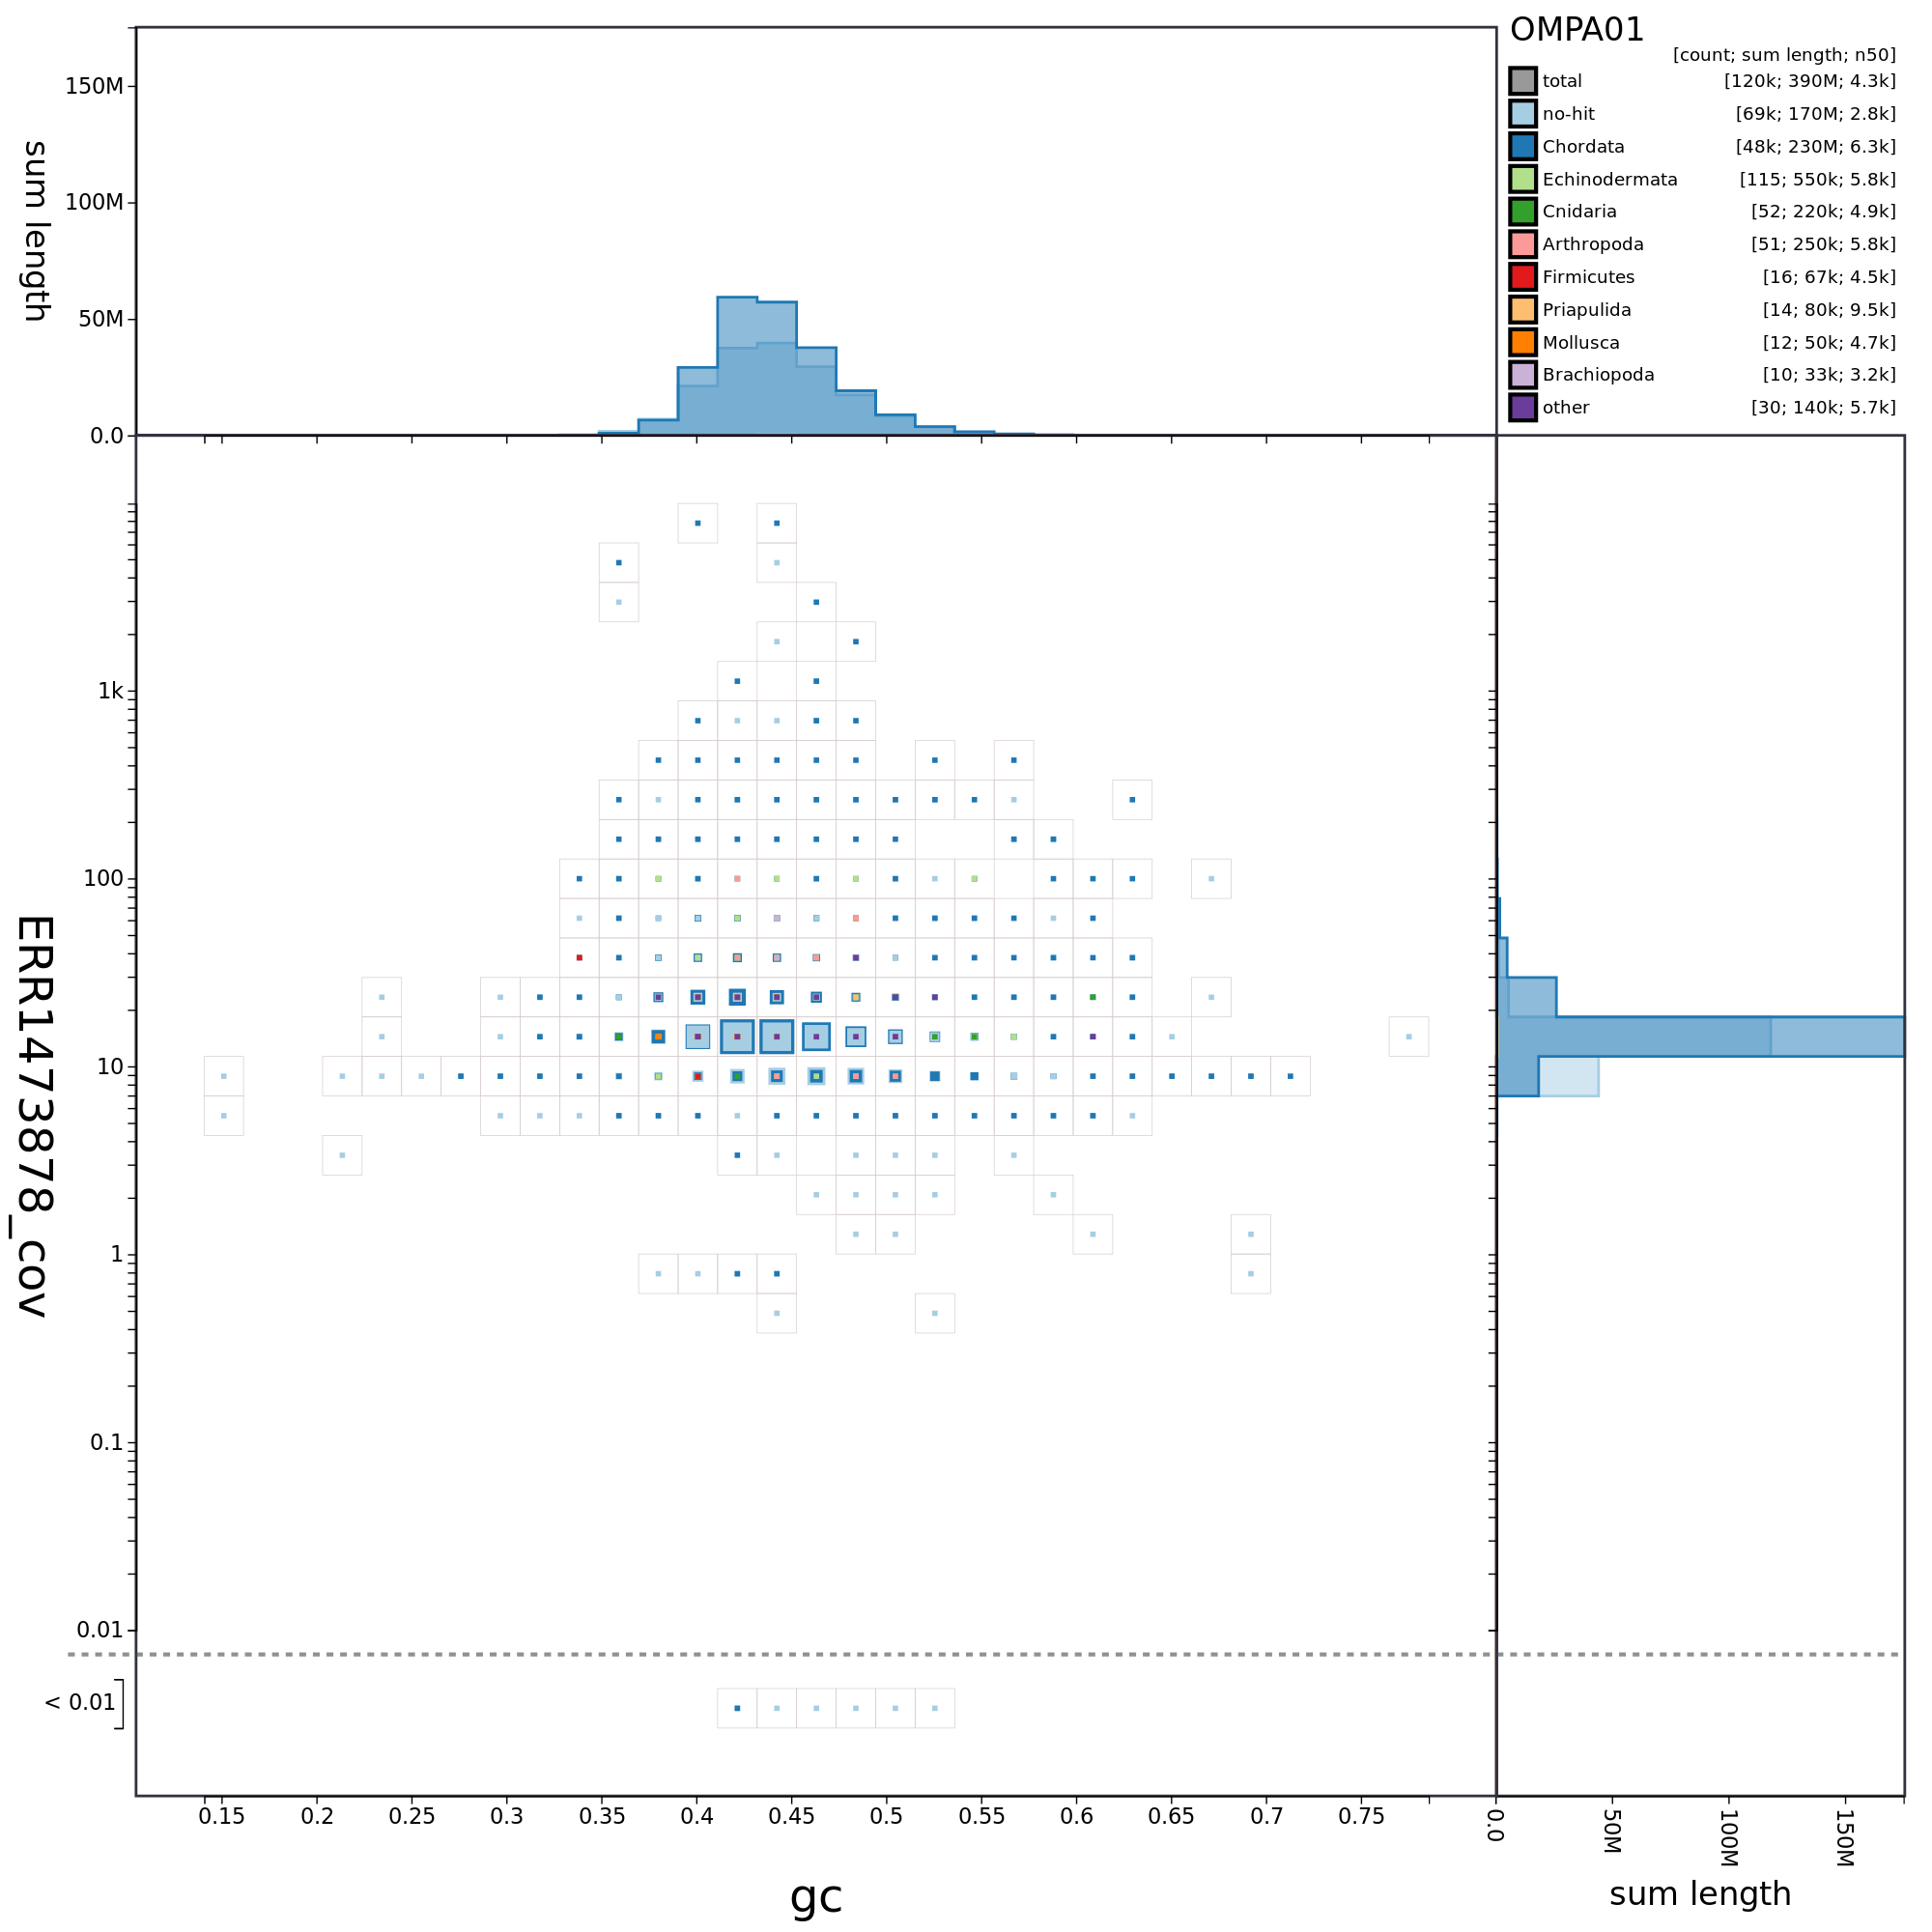 OMPA01
[count; sum length; n50]
total [120k; 390M; 4.3k]
no-hit [69k; 170M; 2.8k]
Chordata [48k; 230M; 6.3k]
Echinodermata [115; 550k; 5.8k]
Cnidaria [52; 220k; 4.9k]
Arthropoda [51; 250k; 5.8k]
Firmicutes [16; 67k; 4.5k]
Priapulida [14; 80k; 9.5k]
Mollusca [12; 50k; 4.7k]
Brachiopoda [10; 33k; 3.2k]
other [30; 140k; 5.7k]
sum length
150M
100M
50M
0.0
ERR1473878_cov
1k
100
10
1
0.1
0.01
< 0.01
0.15 0.2 0.25 0.3 0.35 0.4 0.45 0.5 0.55 0.6 0.65 0.7 0.75
gc
0.0 50M 100M 150M
sum length